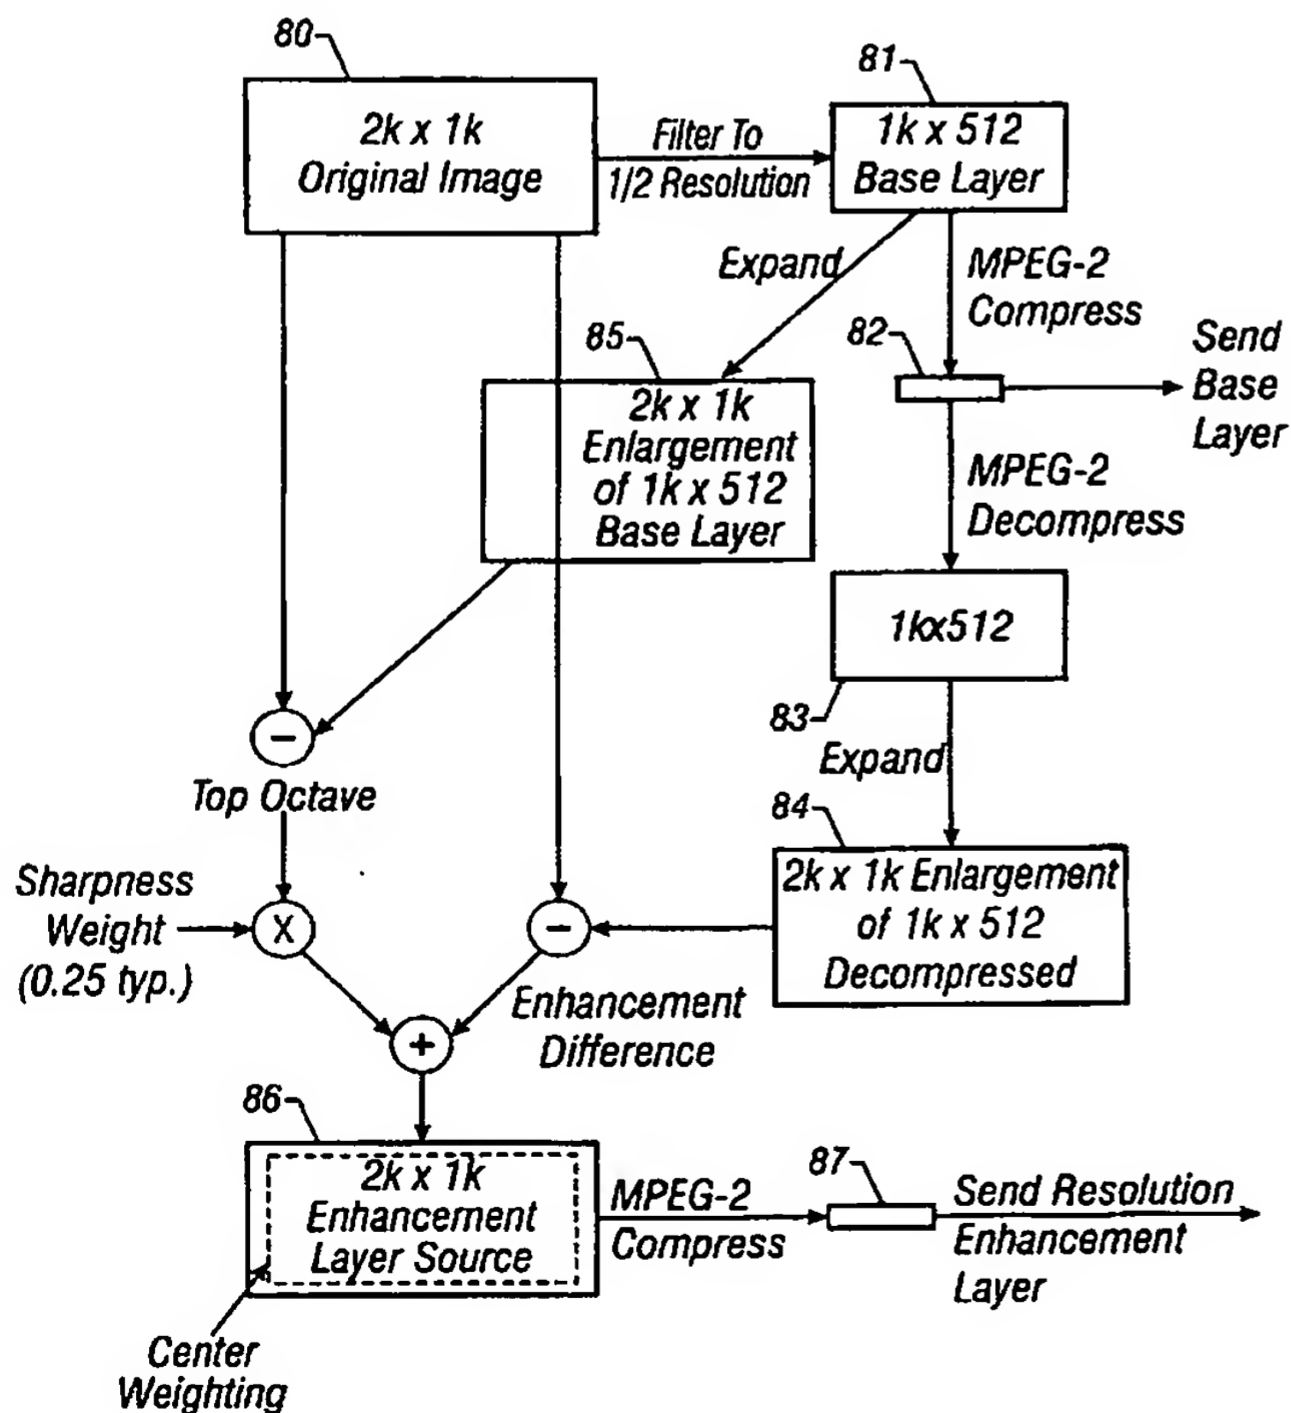 80
2k x 1k
Original Image
Filter To
1/2 Resolution
81
1k x 512
Base Layer
Expand
MPEG-2
Compress
82
Send
Base
Layer
85
2k x 1k
Enlargement
of 1k x 512
Base Layer
MPEG-2
Decompress
1kx512
83
Expand
-
Top Octave
84
2k x 1k Enlargement
of 1k x 512
Decompressed
Sharpness
Weight
(0.25 typ.)
X
-
Enhancement
Difference
+
86
2k x 1k
Enhancement
Layer Source
MPEG-2
Compress
87
Send Resolution
Enhancement
Layer
Center
Weighting